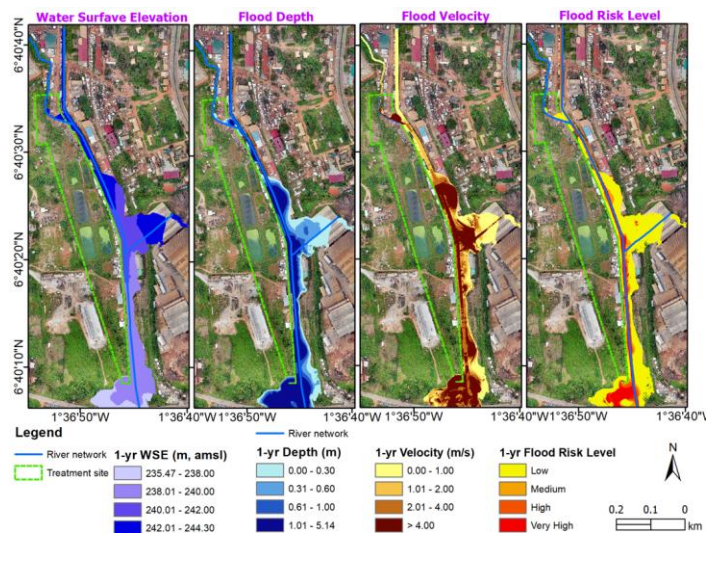 Water Surfave Elevation
Flood Depth
Flood Velocity
Flood Risk Level
6°40'40"N
6°40'30"N
6°40'20"N
6°40'10"N
1°36'50"W
1°36'40"W
1°36'50"W
1°36'40"W
1°36'50"W
1°36'40"W
1°36'50"W
1°36'40"W
Legend
River network
Treatment site
1-yr WSE (m, amsl)
235.47 - 238.00
238.01 - 240.00
240.01 - 242.00
242.01 - 244.30
River network
1-yr Depth (m)
0.00 - 0.30
0.31 - 0.60
0.61 - 1.00
1.01 - 5.14
1-yr Velocity (m/s)
0.00 - 1.00
1.01 - 2.00
2.01 - 4.00
> 4.00
1-yr Flood Risk Level
Low
Medium
High
Very High
N
0.2 0.1 0
km